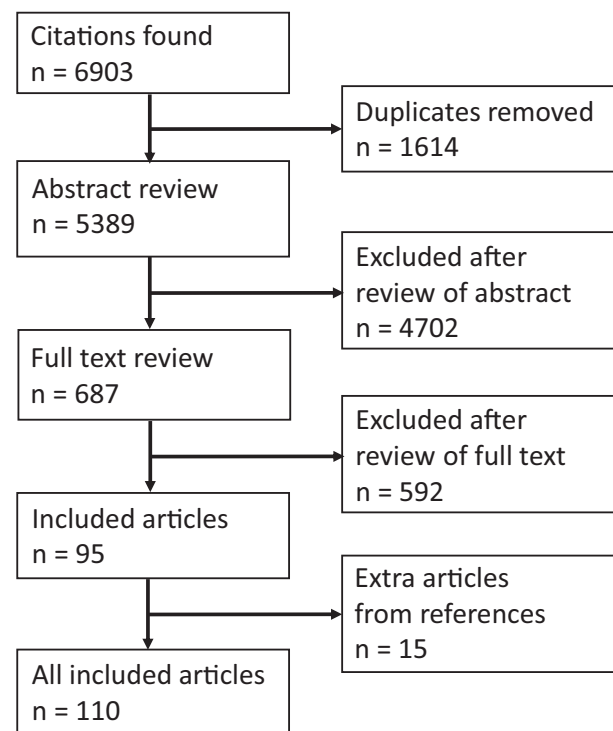 Citations found
n = 6903
Duplicates removed
n = 1614
Abstract review
n = 5389
Excluded after
review of abstract
n = 4702
Full text review
n = 687
Excluded after
review of full text
n = 592
Included articles
n = 95
Extra articles
from references
n = 15
All included articles
n = 110